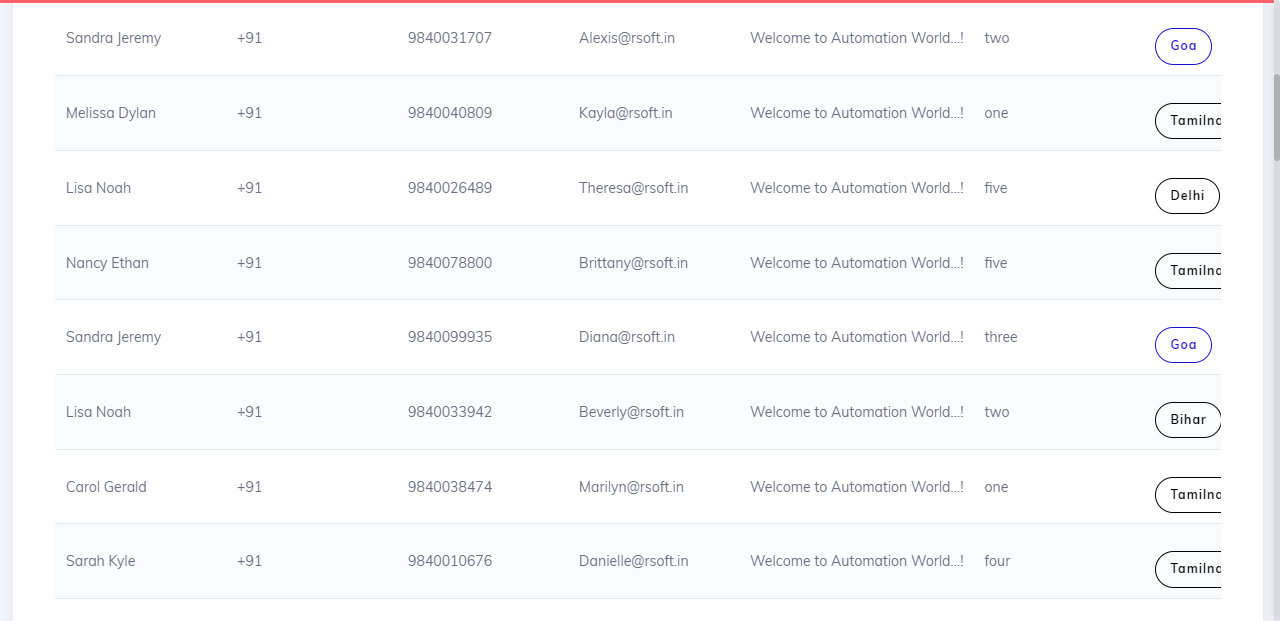 Sandra Jeremy +91 9840031707 Alexis@rsoft.in Welcome to Automation World...! two Goa
Melissa Dylan +91 9840040809 Kayla@rsoft.in Welcome to Automation World...! one Tamilna
Lisa Noah +91 9840026489 Theresa@rsoft.in Welcome to Automation World...! five Delhi
Nancy Ethan +91 9840078800 Brittany@rsoft.in Welcome to Automation World...! five Tamilna
Sandra Jeremy +91 9840099935 Diana@rsoft.in Welcome to Automation World...! three Goa
Lisa Noah +91 9840033942 Beverly@rsoft.in Welcome to Automation World...! two Bihar
Carol Gerald +91 9840038474 Marilyn@rsoft.in Welcome to Automation World...! one Tamilna
Sarah Kyle +91 9840010676 Danielle@rsoft.in Welcome to Automation World...! four Tamilna